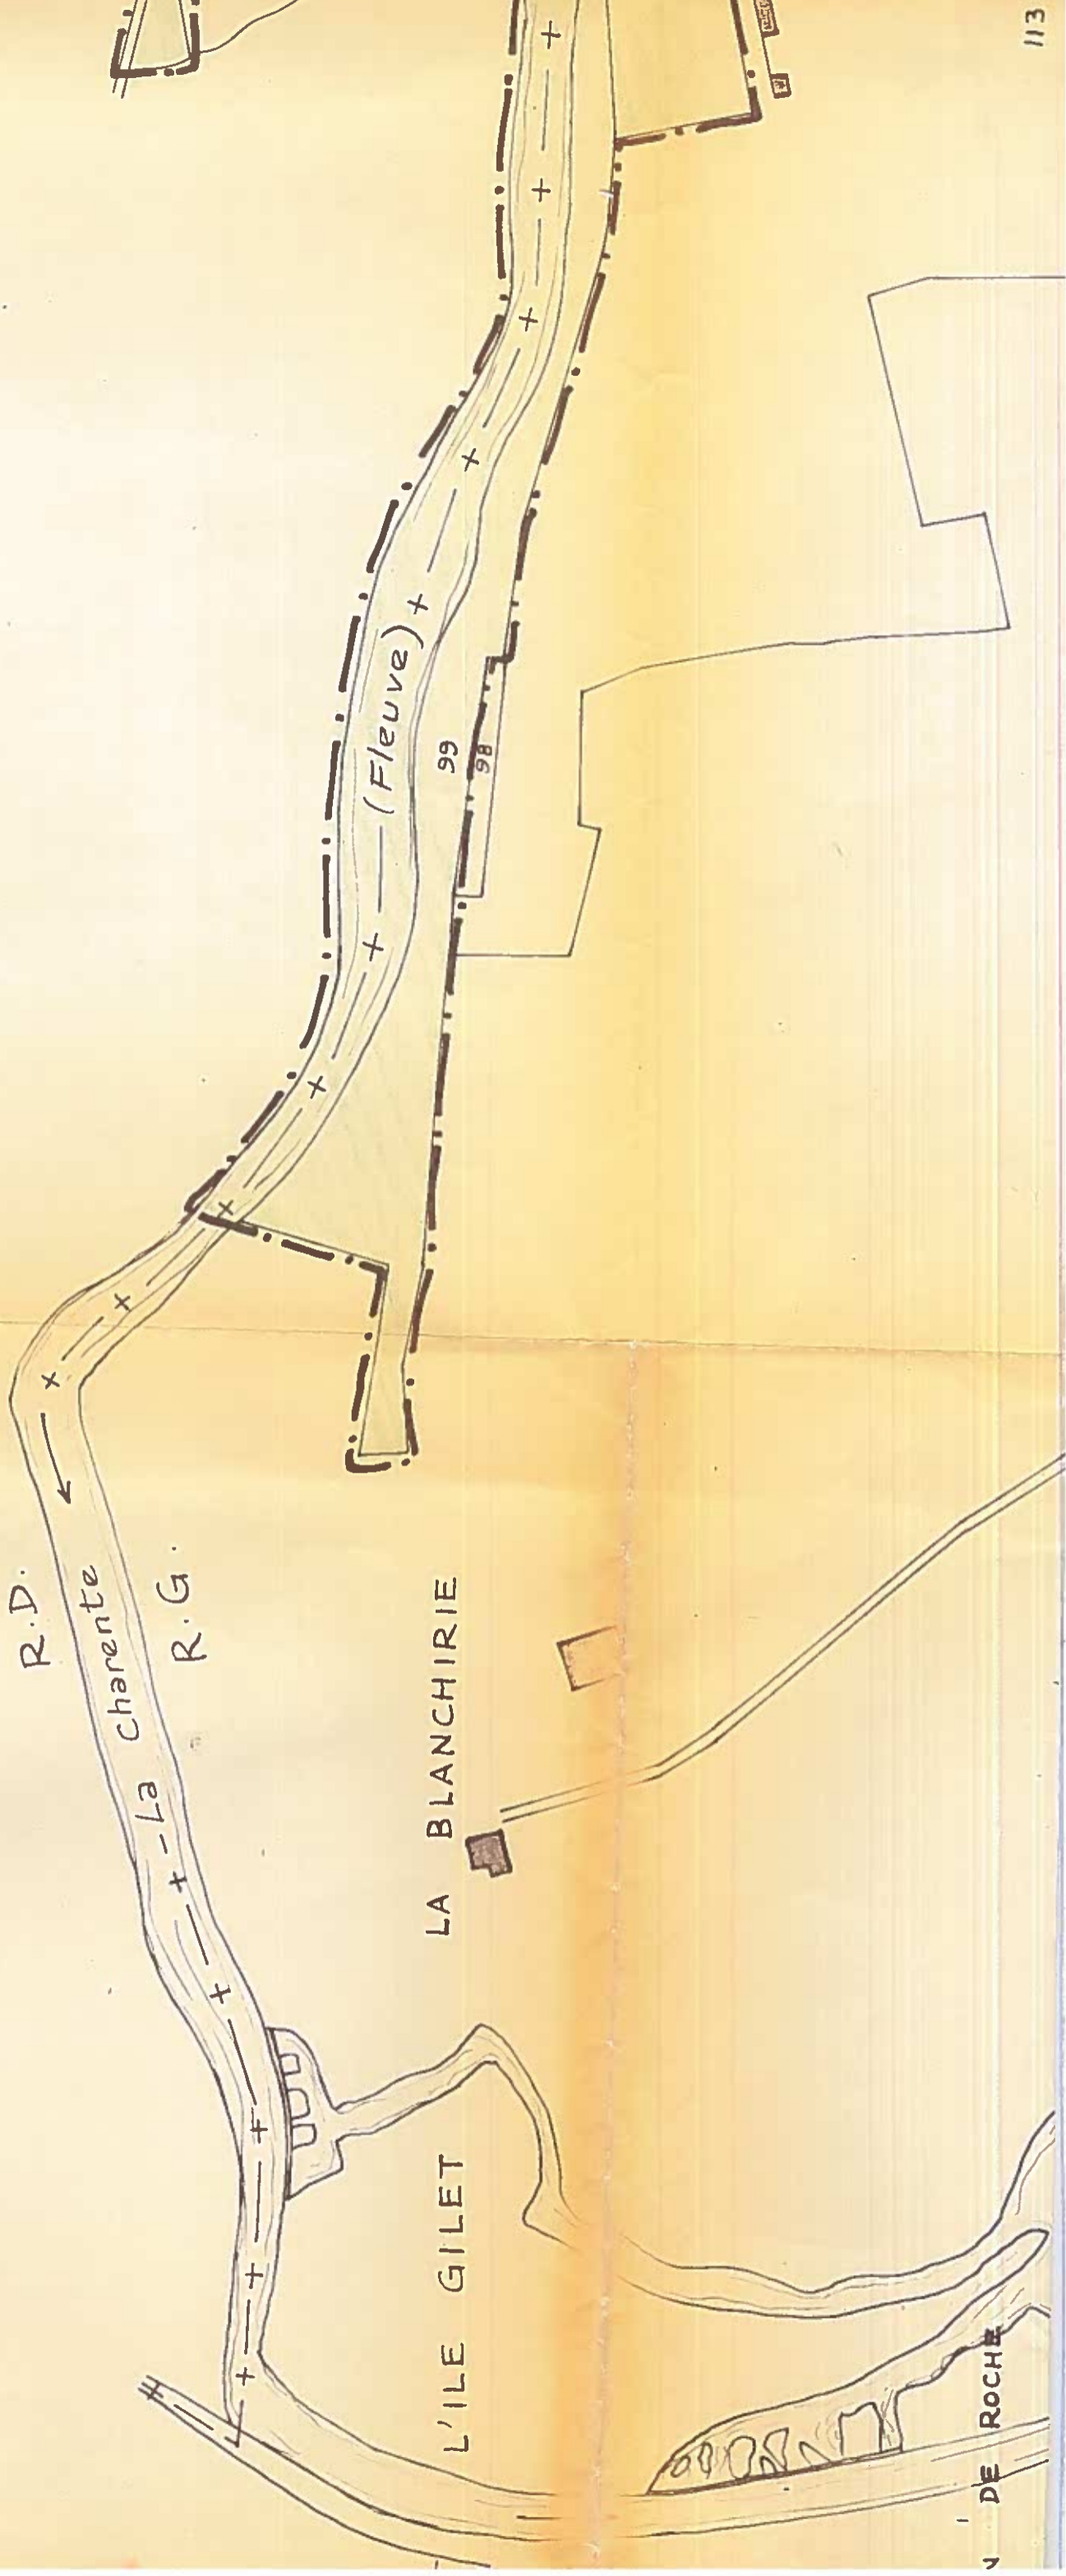 R.D.
La Charente
R.G.
(Fleuve)
99
98
113
LA BLANCHIRIE
L'ILE GILET
DE ROCHE